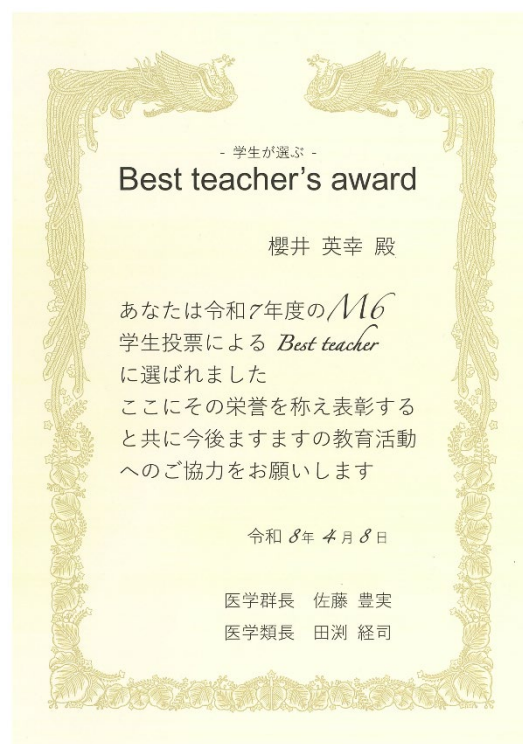 - 学生が選ぶ -
Best teacher's award
櫻井 英幸 殿
あなたは令和7年度のM6
学生投票による Best teacher
に選ばれました
ここにその栄誉を称え表彰する
と共に今後ますますの教育活動
へのご協力をお願いします
令和 8年 4月 8日
医学群長 佐藤 豊実
医学類長 田渕 経司